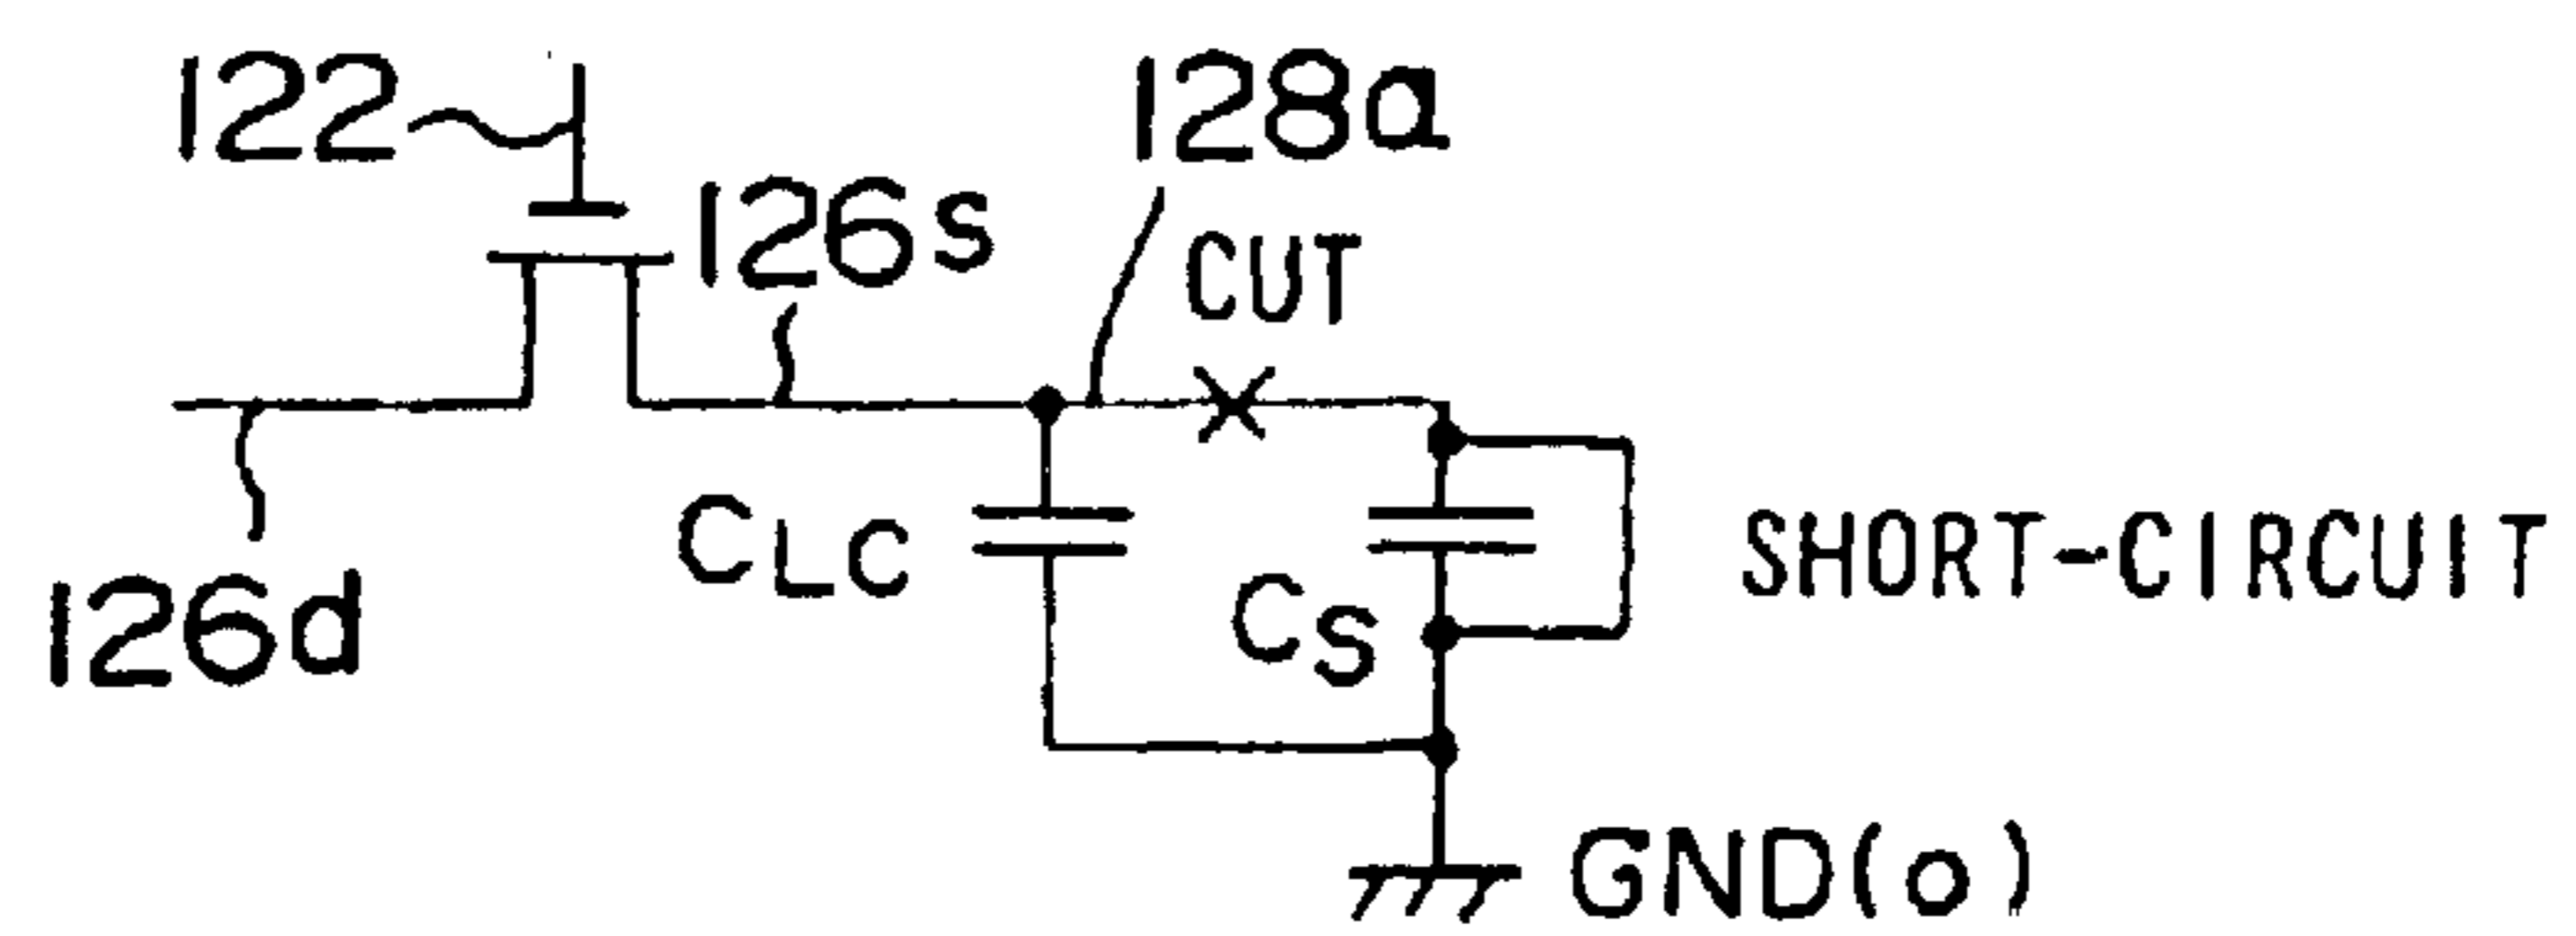 122
128a
126s
CUT
CLC
SHORT-CIRCUIT
126d
CS
GND(o)